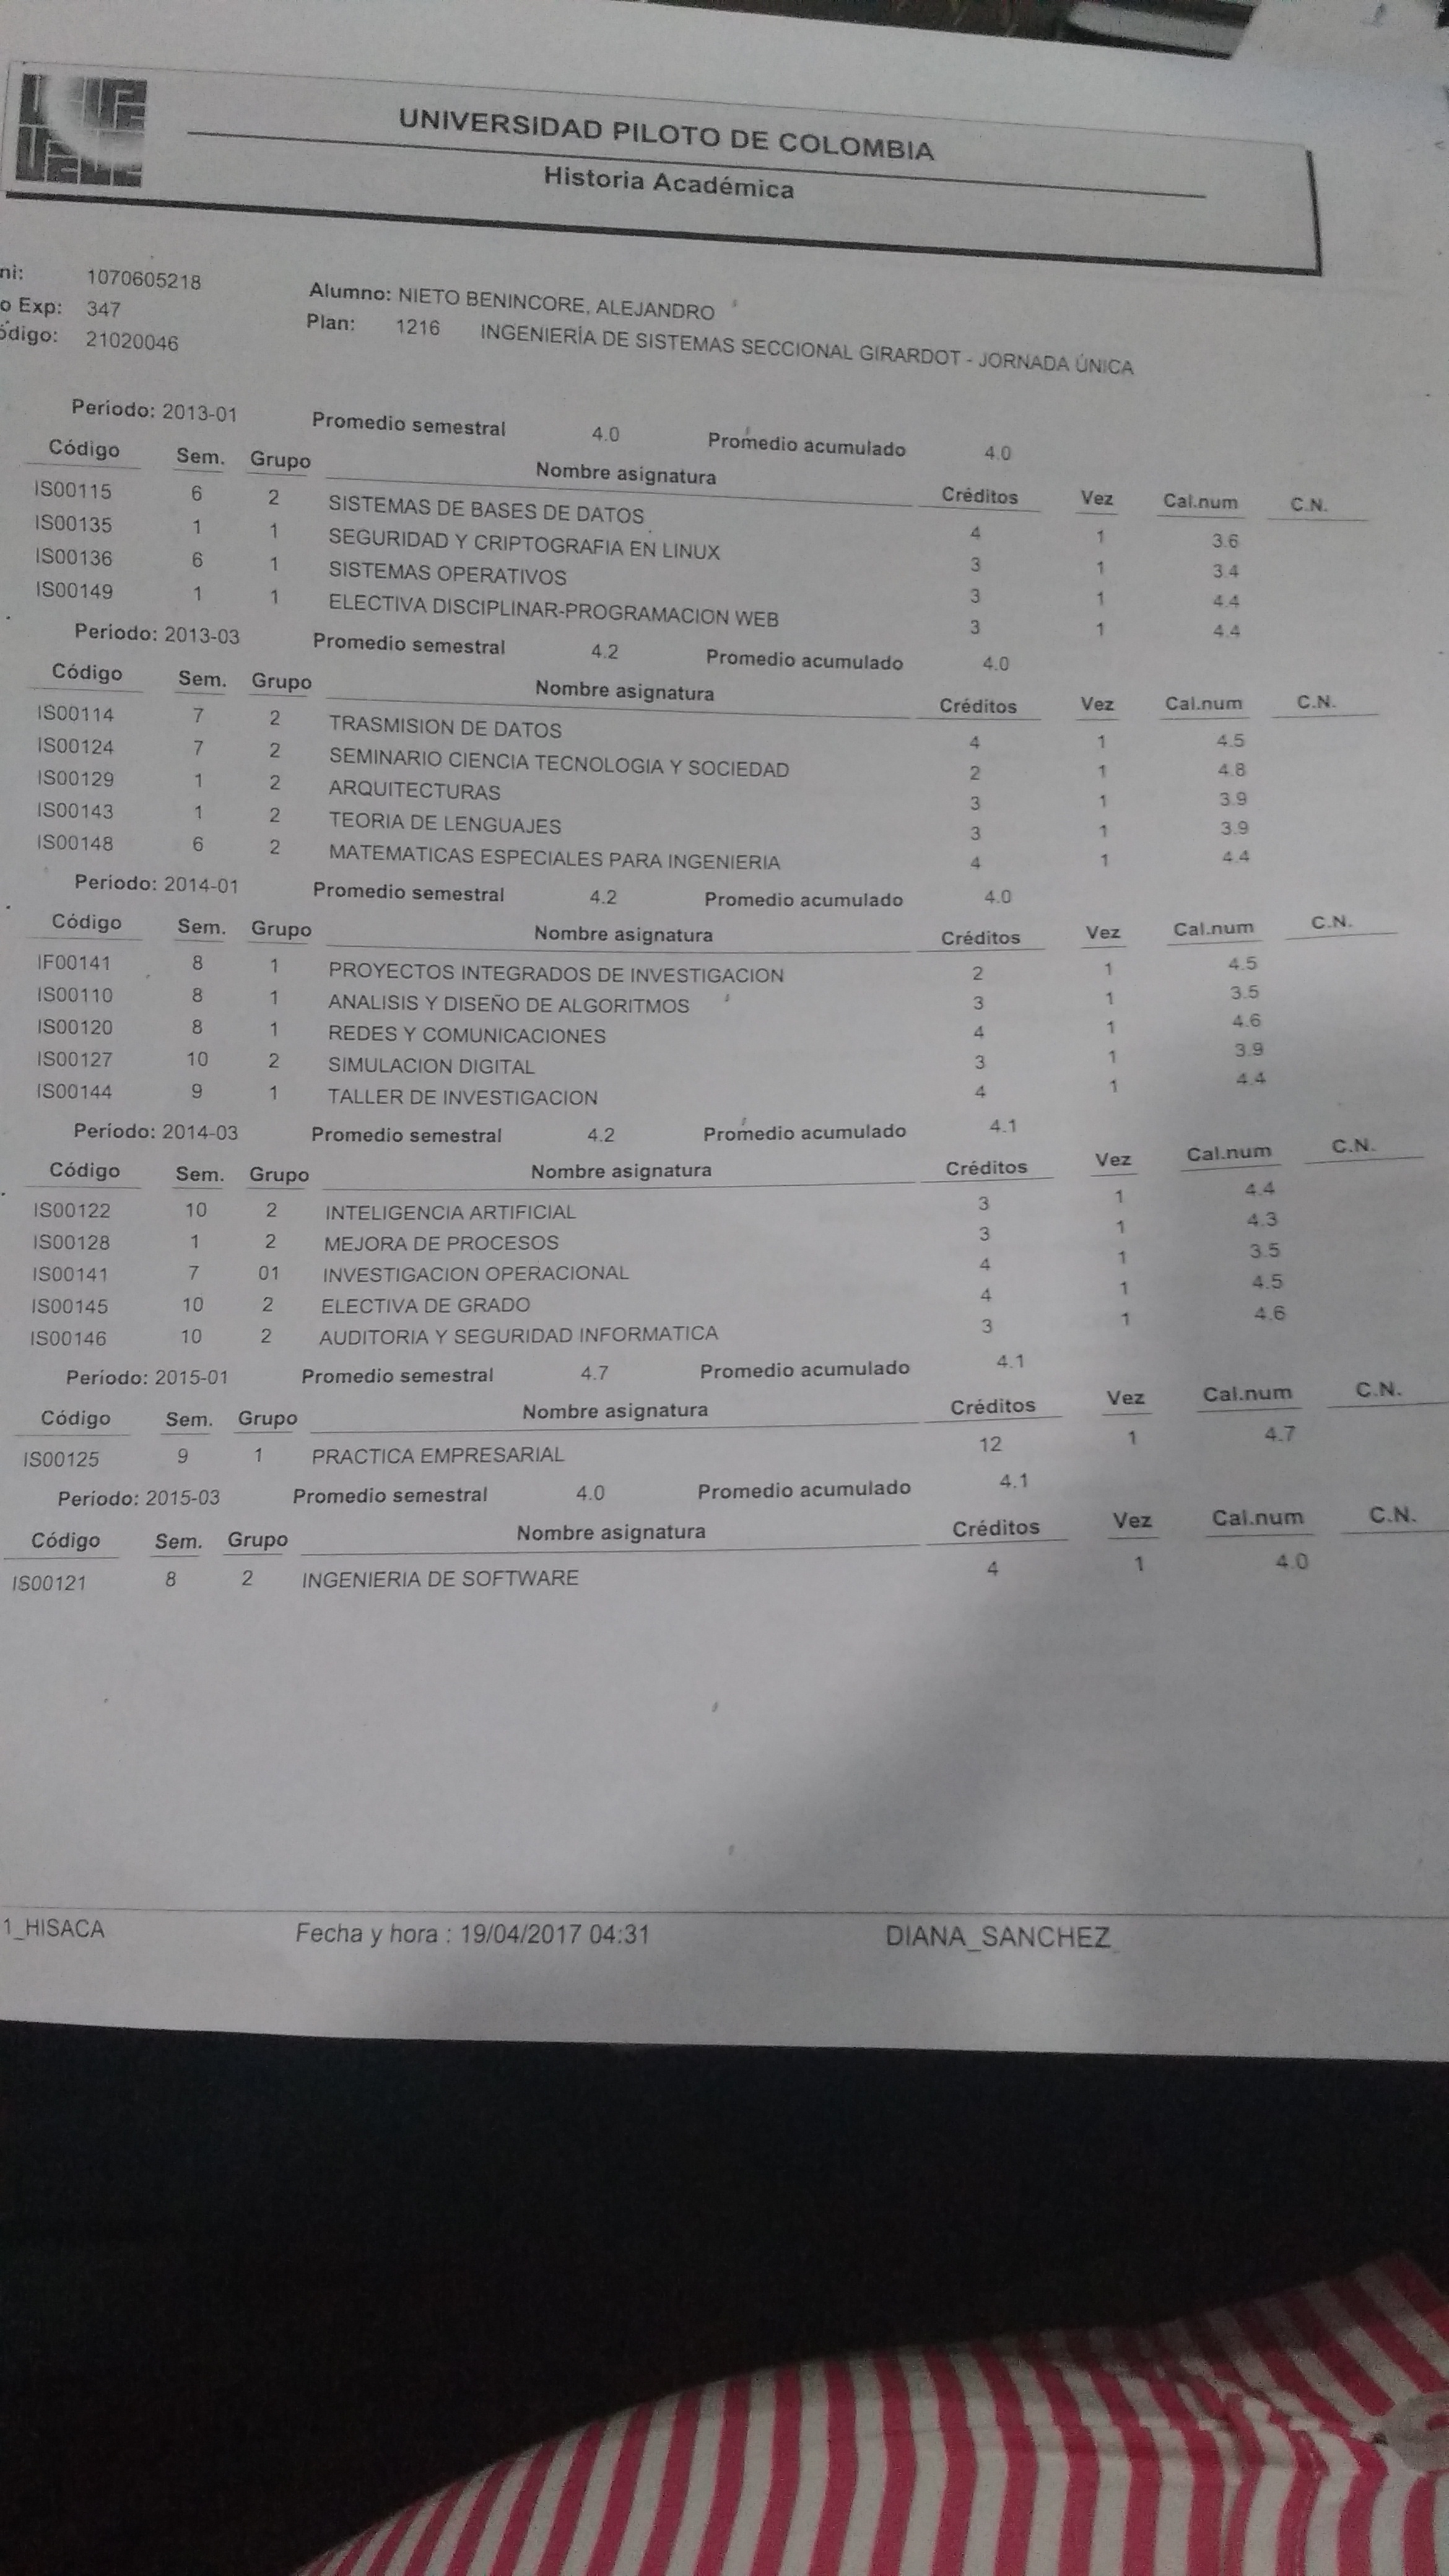 UNIVERSIDAD PILOTO DE COLOMBIA
Historia Académica
ni: 1070605218 Alumno: NIETO BENINCORE, ALEJANDRO
o Exp: 347 Plan: 1216 INGENIERÍA DE SISTEMAS SECCIONAL GIRARDOT - JORNADA ÚNICA
ódigo: 21020046
Periodo: 2013-01 Promedio semestral 4.0 Promedio acumulado 4.0
Código Sem. Grupo Nombre asignatura Créditos Vez Cal.num C.N.
IS00115 6 2 SISTEMAS DE BASES DE DATOS 4 1 3.6
IS00135 1 1 SEGURIDAD Y CRIPTOGRAFIA EN LINUX 3 1 3.4
IS00136 6 1 SISTEMAS OPERATIVOS 3 1 4.4
IS00149 1 1 ELECTIVA DISCIPLINAR-PROGRAMACION WEB 3 1 4.4
Periodo: 2013-03 Promedio semestral 4.2 Promedio acumulado 4.0
Código Sem. Grupo Nombre asignatura Créditos Vez Cal.num C.N.
IS00114 7 2 TRASMISION DE DATOS 4 1 4.5
IS00124 7 2 SEMINARIO CIENCIA TECNOLOGIA Y SOCIEDAD 2 1 4.8
IS00129 1 2 ARQUITECTURAS 3 1 3.9
IS00143 1 2 TEORIA DE LENGUAJES 3 1 3.9
IS00148 6 2 MATEMATICAS ESPECIALES PARA INGENIERIA 4 1 4.4
Periodo: 2014-01 Promedio semestral 4.2 Promedio acumulado 4.0
Código Sem. Grupo Nombre asignatura Créditos Vez Cal.num C.N.
IF00141 8 1 PROYECTOS INTEGRADOS DE INVESTIGACION 2 1 4.5
IS00110 8 1 ANALISIS Y DISEÑO DE ALGORITMOS 3 1 3.5
IS00120 8 1 REDES Y COMUNICACIONES 4 1 4.6
IS00127 10 2 SIMULACION DIGITAL 3 1 3.9
IS00144 9 1 TALLER DE INVESTIGACION 4 1 4.4
Periodo: 2014-03 Promedio semestral 4.2 Promedio acumulado 4.1
Código Sem. Grupo Nombre asignatura Créditos Vez Cal.num C.N.
IS00122 10 2 INTELIGENCIA ARTIFICIAL 3 1 4.4
IS00128 1 2 MEJORA DE PROCESOS 3 1 4.3
IS00141 7 01 INVESTIGACION OPERACIONAL 4 1 3.5
IS00145 10 2 ELECTIVA DE GRADO 4 1 4.5
IS00146 10 2 AUDITORIA Y SEGURIDAD INFORMATICA 3 1 4.6
Periodo: 2015-01 Promedio semestral 4.7 Promedio acumulado 4.1
Código Sem. Grupo Nombre asignatura Créditos Vez Cal.num C.N.
IS00125 9 1 PRACTICA EMPRESARIAL 12 1 4.7
Periodo: 2015-03 Promedio semestral 4.0 Promedio acumulado 4.1
Código Sem. Grupo Nombre asignatura Créditos Vez Cal.num C.N.
IS00121 8 2 INGENIERIA DE SOFTWARE 4 1 4.0
1_HISACA Fecha y hora : 19/04/2017 04:31 DIANA_SANCHEZ